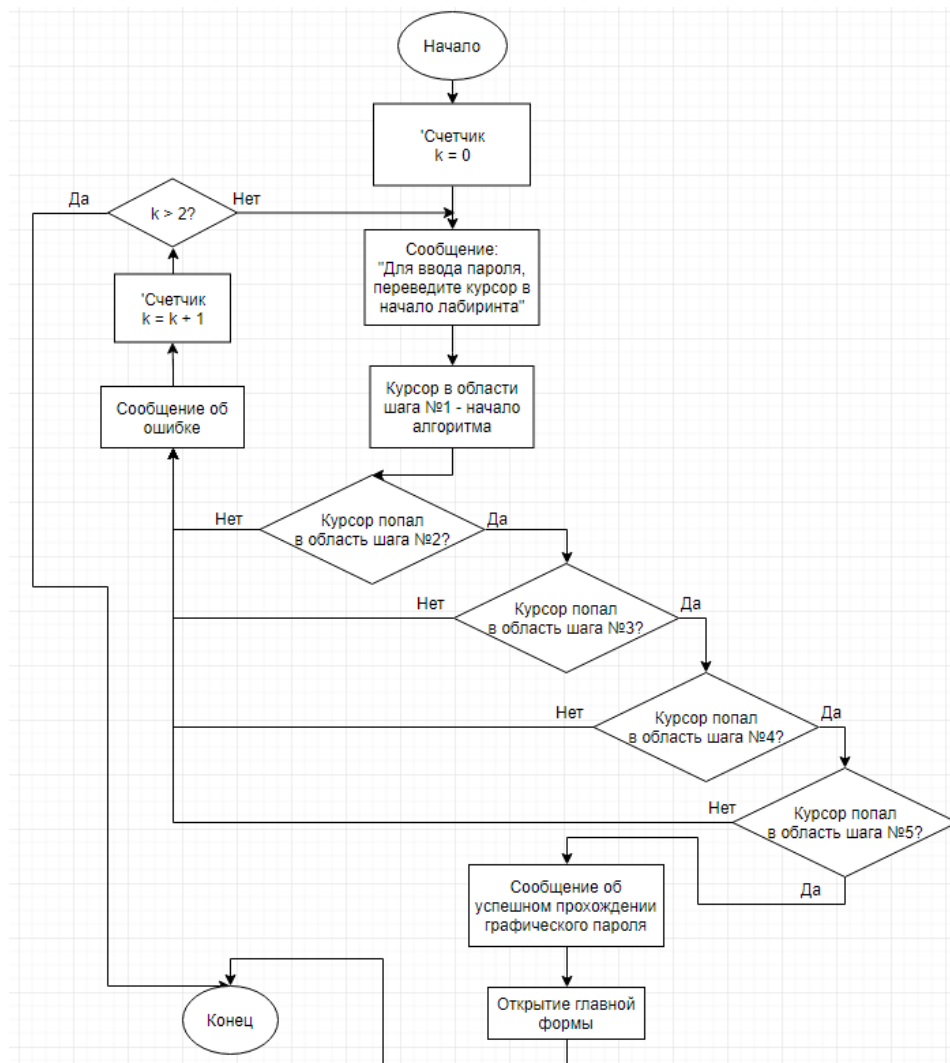 Начало
'Счетчик
k = 0
Да
k > 2?
Нет
Сообщение:
"Для ввода пароля,
переведите курсор в
начало лабиринта"
'Счетчик
k = k + 1
Курсор в области
шага №1 - начало
алгоритма
Сообщение об
ошибке
Нет
Курсор попал
в область шага №2?
Да
Нет
Курсор попал
в область шага №3?
Да
Нет
Курсор попал
в область шага №4?
Да
Нет
Курсор попал
в область шага №5?
Да
Сообщение об
успешном прохождении
графического пароля
Открытие главной
формы
Конец